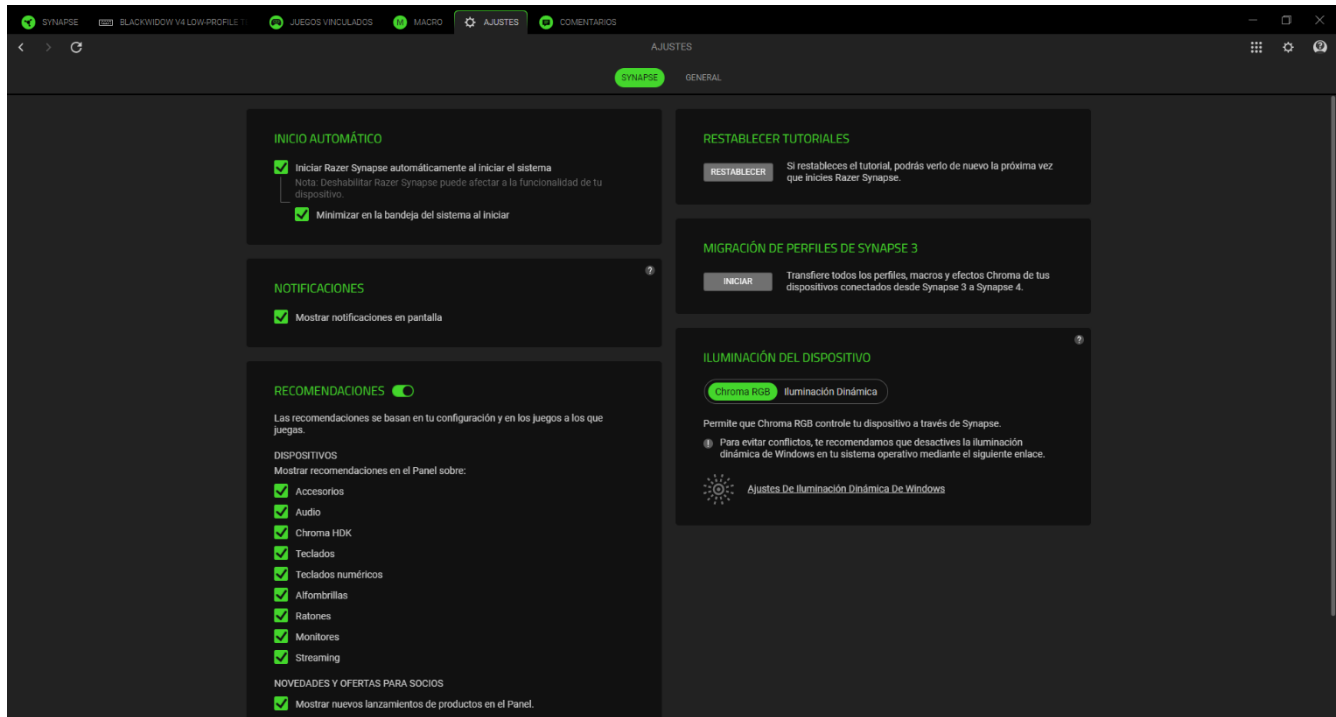 SYNAPSE
BLACKWIDOW V4 LOW-PROFILE T
JUEGOS VINCULADOS
M MACRO
AJUSTES
COMENTARIOS
AJUSTES
SYNAPSE
GENERAL
INICIO AUTOMÁTICO
Iniciar Razer Synapse automáticamente al iniciar el sistema
Nota: Deshabilitar Razer Synapse puede afectar a la funcionalidad de tu
dispositivo.
Minimizar en la bandeja del sistema al iniciar
NOTIFICACIONES
Mostrar notificaciones en pantalla
RECOMENDACIONES
Las recomendaciones se basan en tu configuración y en los juegos a los que
juegas.
DISPOSITIVOS
Mostrar recomendaciones en el Panel sobre:
Accesorios
Audio
Chroma HDK
Teclados
Teclados numéricos
Alfombrillas
Ratones
Monitores
Streaming
NOVEDADES Y OFERTAS PARA SOCIOS
Mostrar nuevos lanzamientos de productos en el Panel.
RESTABLECER TUTORIALES
RESTABLECER
Si restableces el tutorial, podrás verlo de nuevo la próxima vez
que inicies Razer Synapse.
MIGRACIÓN DE PERFILES DE SYNAPSE 3
INICIAR
Transfiere todos los perfiles, macros y efectos Chroma de tus
dispositivos conectados desde Synapse 3 a Synapse 4.
ILUMINACIÓN DEL DISPOSITIVO
Chroma RGB
Iluminación Dinámica
Permite que Chroma RGB controle tu dispositivo a través de Synapse.
Para evitar conflictos, te recomendamos que desactives la iluminación
dinámica de Windows en tu sistema operativo mediante el siguiente enlace.
Ajustes De Iluminación Dinámica De Windows